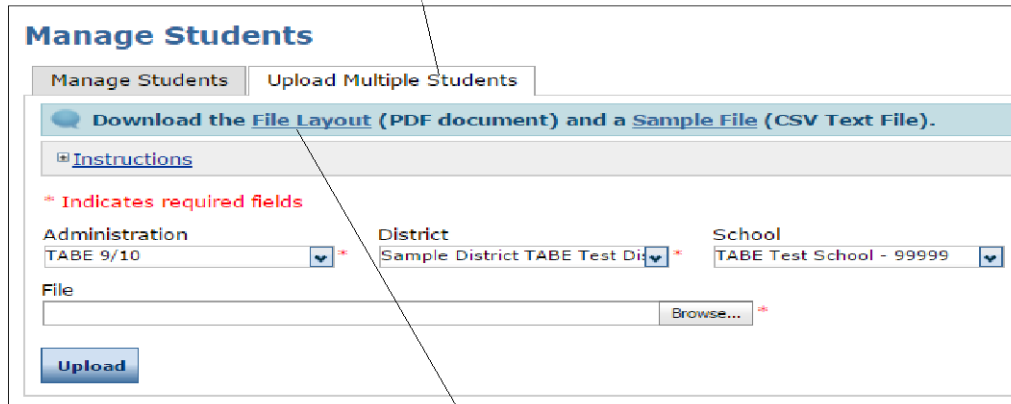 Manage Students
Manage Students Upload Multiple Students
Download the File Layout (PDF document) and a Sample File (CSV Text File).
Instructions
* Indicates required fields
Administration District School
TABE 9/10 * Sample District TABE Test Di * TABE Test School - 99999
File
Browse... *
Upload